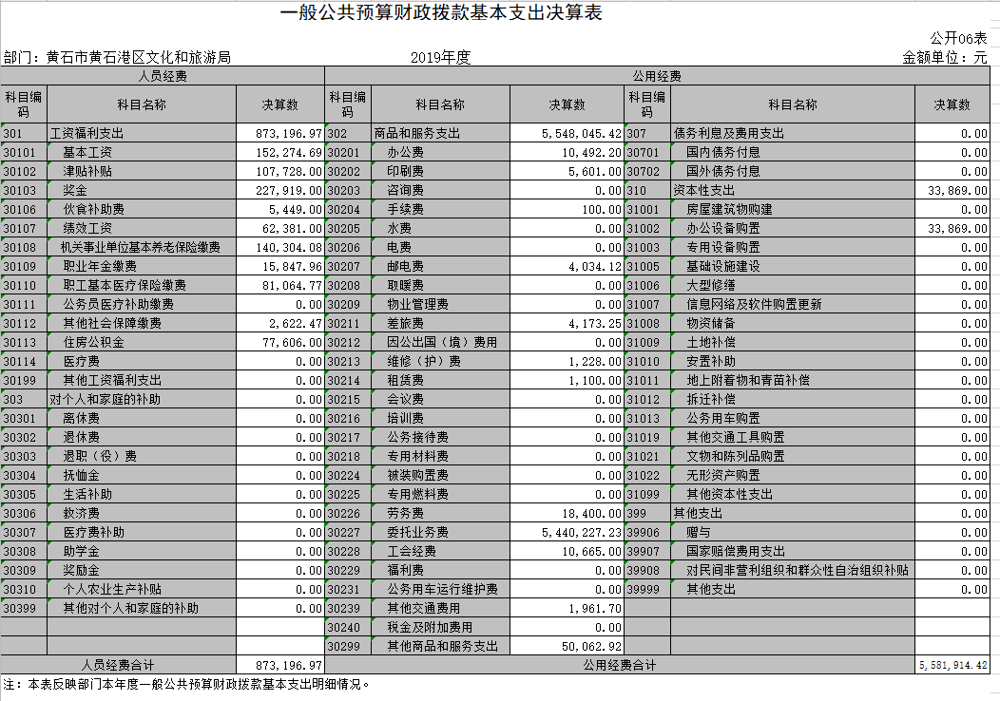 一般公共预算财政拨款基本支出决算表
公开06表
部门：黄石市黄石港区文化和旅游局 2019年度 金额单位：元
人员经费 公用经费
科目编码 科目名称 决算数 科目编码 科目名称 决算数 科目编码 科目名称 决算数
301 工资福利支出 873,196.97 302 商品和服务支出 5,548,045.42 307 债务利息及费用支出 0.00
30101 基本工资 152,274.69 30201 办公费 10,492.20 30701 国内债务付息 0.00
30102 津贴补贴 107,728.00 30202 印刷费 5,601.00 30702 国外债务付息 0.00
30103 奖金 227,919.00 30203 咨询费 0.00 310 资本性支出 33,869.00
30106 伙食补助费 5,449.00 30204 手续费 100.00 31001 房屋建筑物购建 0.00
30107 绩效工资 62,381.00 30205 水费 0.00 31002 办公设备购置 33,869.00
30108 机关事业单位基本养老保险缴费 140,304.08 30206 电费 0.00 31003 专用设备购置 0.00
30109 职业年金缴费 15,847.96 30207 邮电费 4,034.12 31005 基础设施建设 0.00
30110 职工基本医疗保险缴费 81,064.77 30208 取暖费 0.00 31006 大型修缮 0.00
30111 公务员医疗补助缴费 0.00 30209 物业管理费 0.00 31007 信息网络及软件购置更新 0.00
30112 其他社会保障缴费 2,622.47 30211 差旅费 4,173.25 31008 物资储备 0.00
30113 住房公积金 77,606.00 30212 因公出国（境）费用 0.00 31009 土地补偿 0.00
30114 医疗费 0.00 30213 维修（护）费 1,228.00 31010 安置补助 0.00
30199 其他工资福利支出 0.00 30214 租赁费 1,100.00 31011 地上附着物和青苗补偿 0.00
303 对个人和家庭的补助 0.00 30215 会议费 0.00 31012 拆迁补偿 0.00
30301 离休费 0.00 30216 培训费 0.00 31013 公务用车购置 0.00
30302 退休费 0.00 30217 公务接待费 0.00 31019 其他交通工具购置 0.00
30303 退职（役）费 0.00 30218 专用材料费 0.00 31021 文物和陈列品购置 0.00
30304 抚恤金 0.00 30224 被装购置费 0.00 31022 无形资产购置 0.00
30305 生活补助 0.00 30225 专用燃料费 0.00 31099 其他资本性支出 0.00
30306 救济费 0.00 30226 劳务费 18,400.00 399 其他支出 0.00
30307 医疗费补助 0.00 30227 委托业务费 5,440,227.23 39906 赠与 0.00
30308 助学金 0.00 30228 工会经费 10,665.00 39907 国家赔偿费用支出 0.00
30309 奖励金 0.00 30229 福利费 0.00 39908 对民间非营利组织和群众性自治组织补贴 0.00
30310 个人农业生产补贴 0.00 30231 公务用车运行维护费 0.00 39999 其他支出 0.00
30399 其他对个人和家庭的补助 0.00 30239 其他交通费用 1,961.70
30240 税金及附加费用 0.00
30299 其他商品和服务支出 50,062.92
人员经费合计 873,196.97 公用经费合计 5,581,914.42
注：本表反映部门本年度一般公共预算财政拨款基本支出明细情况。